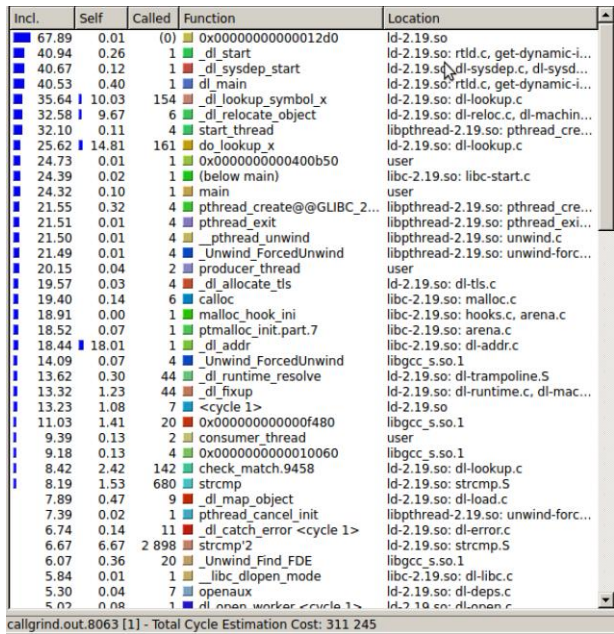 Incl. Self Called Function Location
67.89 0.01 (0) 0x00000000000012d0 ld-2.19.so
40.94 0.26 1 _dl_start ld-2.19.so: rtld.c, get-dynamic-i...
40.67 0.12 1 _dl_sysdep_start ld-2.19.so: dl-sysdep.c, dl-sysd...
40.53 0.40 1 dl_main ld-2.19.so: rtld.c, get-dynamic-i...
35.64 10.03 154 _dl_lookup_symbol_x ld-2.19.so: dl-lookup.c
32.58 9.67 6 _dl_relocate_object ld-2.19.so: dl-reloc.c, dl-machin...
32.10 0.11 4 start_thread libpthread-2.19.so: pthread_cre...
25.62 14.81 161 do_lookup_x ld-2.19.so: dl-lookup.c
24.73 0.01 1 0x0000000000400b50 user
24.39 0.02 1 (below main) libc-2.19.so: libc-start.c
24.32 0.10 1 main user
21.55 0.32 4 pthread_create@@GLIBC_2... libpthread-2.19.so: pthread_cre...
21.51 0.01 4 pthread_exit libpthread-2.19.so: pthread_exi...
21.50 0.01 4 __pthread_unwind libpthread-2.19.so: unwind.c
21.49 0.01 4 _Unwind_ForcedUnwind libpthread-2.19.so: unwind-forc...
20.15 0.04 2 producer_thread user
19.57 0.03 4 _dl_allocate_tls ld-2.19.so: dl-tls.c
19.40 0.14 6 calloc libc-2.19.so: malloc.c
18.91 0.00 1 malloc_hook_ini libc-2.19.so: hooks.c, arena.c
18.52 0.07 1 ptmalloc_init.part.7 libc-2.19.so: arena.c
18.44 18.01 1 _dl_addr libc-2.19.so: dl-addr.c
14.09 0.07 4 _Unwind_ForcedUnwind libgcc_s.so.1
13.62 0.30 44 _dl_runtime_resolve ld-2.19.so: dl-trampoline.S
13.32 1.23 44 _dl_fixup ld-2.19.so: dl-runtime.c, dl-mac...
13.23 1.08 7 <cycle 1> ld-2.19.so
11.03 1.41 20 0x000000000000f480 libgcc_s.so.1
9.39 0.13 2 consumer_thread user
9.18 0.13 4 0x0000000000010060 libgcc_s.so.1
8.42 2.42 142 check_match.9458 ld-2.19.so: dl-lookup.c
8.19 1.53 680 strcmp ld-2.19.so: strcmp.S
7.89 0.47 9 _dl_map_object ld-2.19.so: dl-load.c
7.39 0.02 1 pthread_cancel_init libpthread-2.19.so: unwind-forc...
6.74 0.14 11 _dl_catch_error <cycle 1> ld-2.19.so: dl-error.c
6.67 6.67 2 898 strcmp'2 ld-2.19.so: strcmp.S
6.07 0.36 20 _Unwind_Find_FDE libgcc_s.so.1
5.84 0.01 1 __libc_dlopen_mode libc-2.19.so: dl-libc.c
5.30 0.04 7 openaux ld-2.19.so: dl-deps.c
5.02 0.08 1 dl_open_worker <cycle 1> ld-2.19.so: dl-open.c
callgrind.out.8063 [1] - Total Cycle Estimation Cost: 311 245